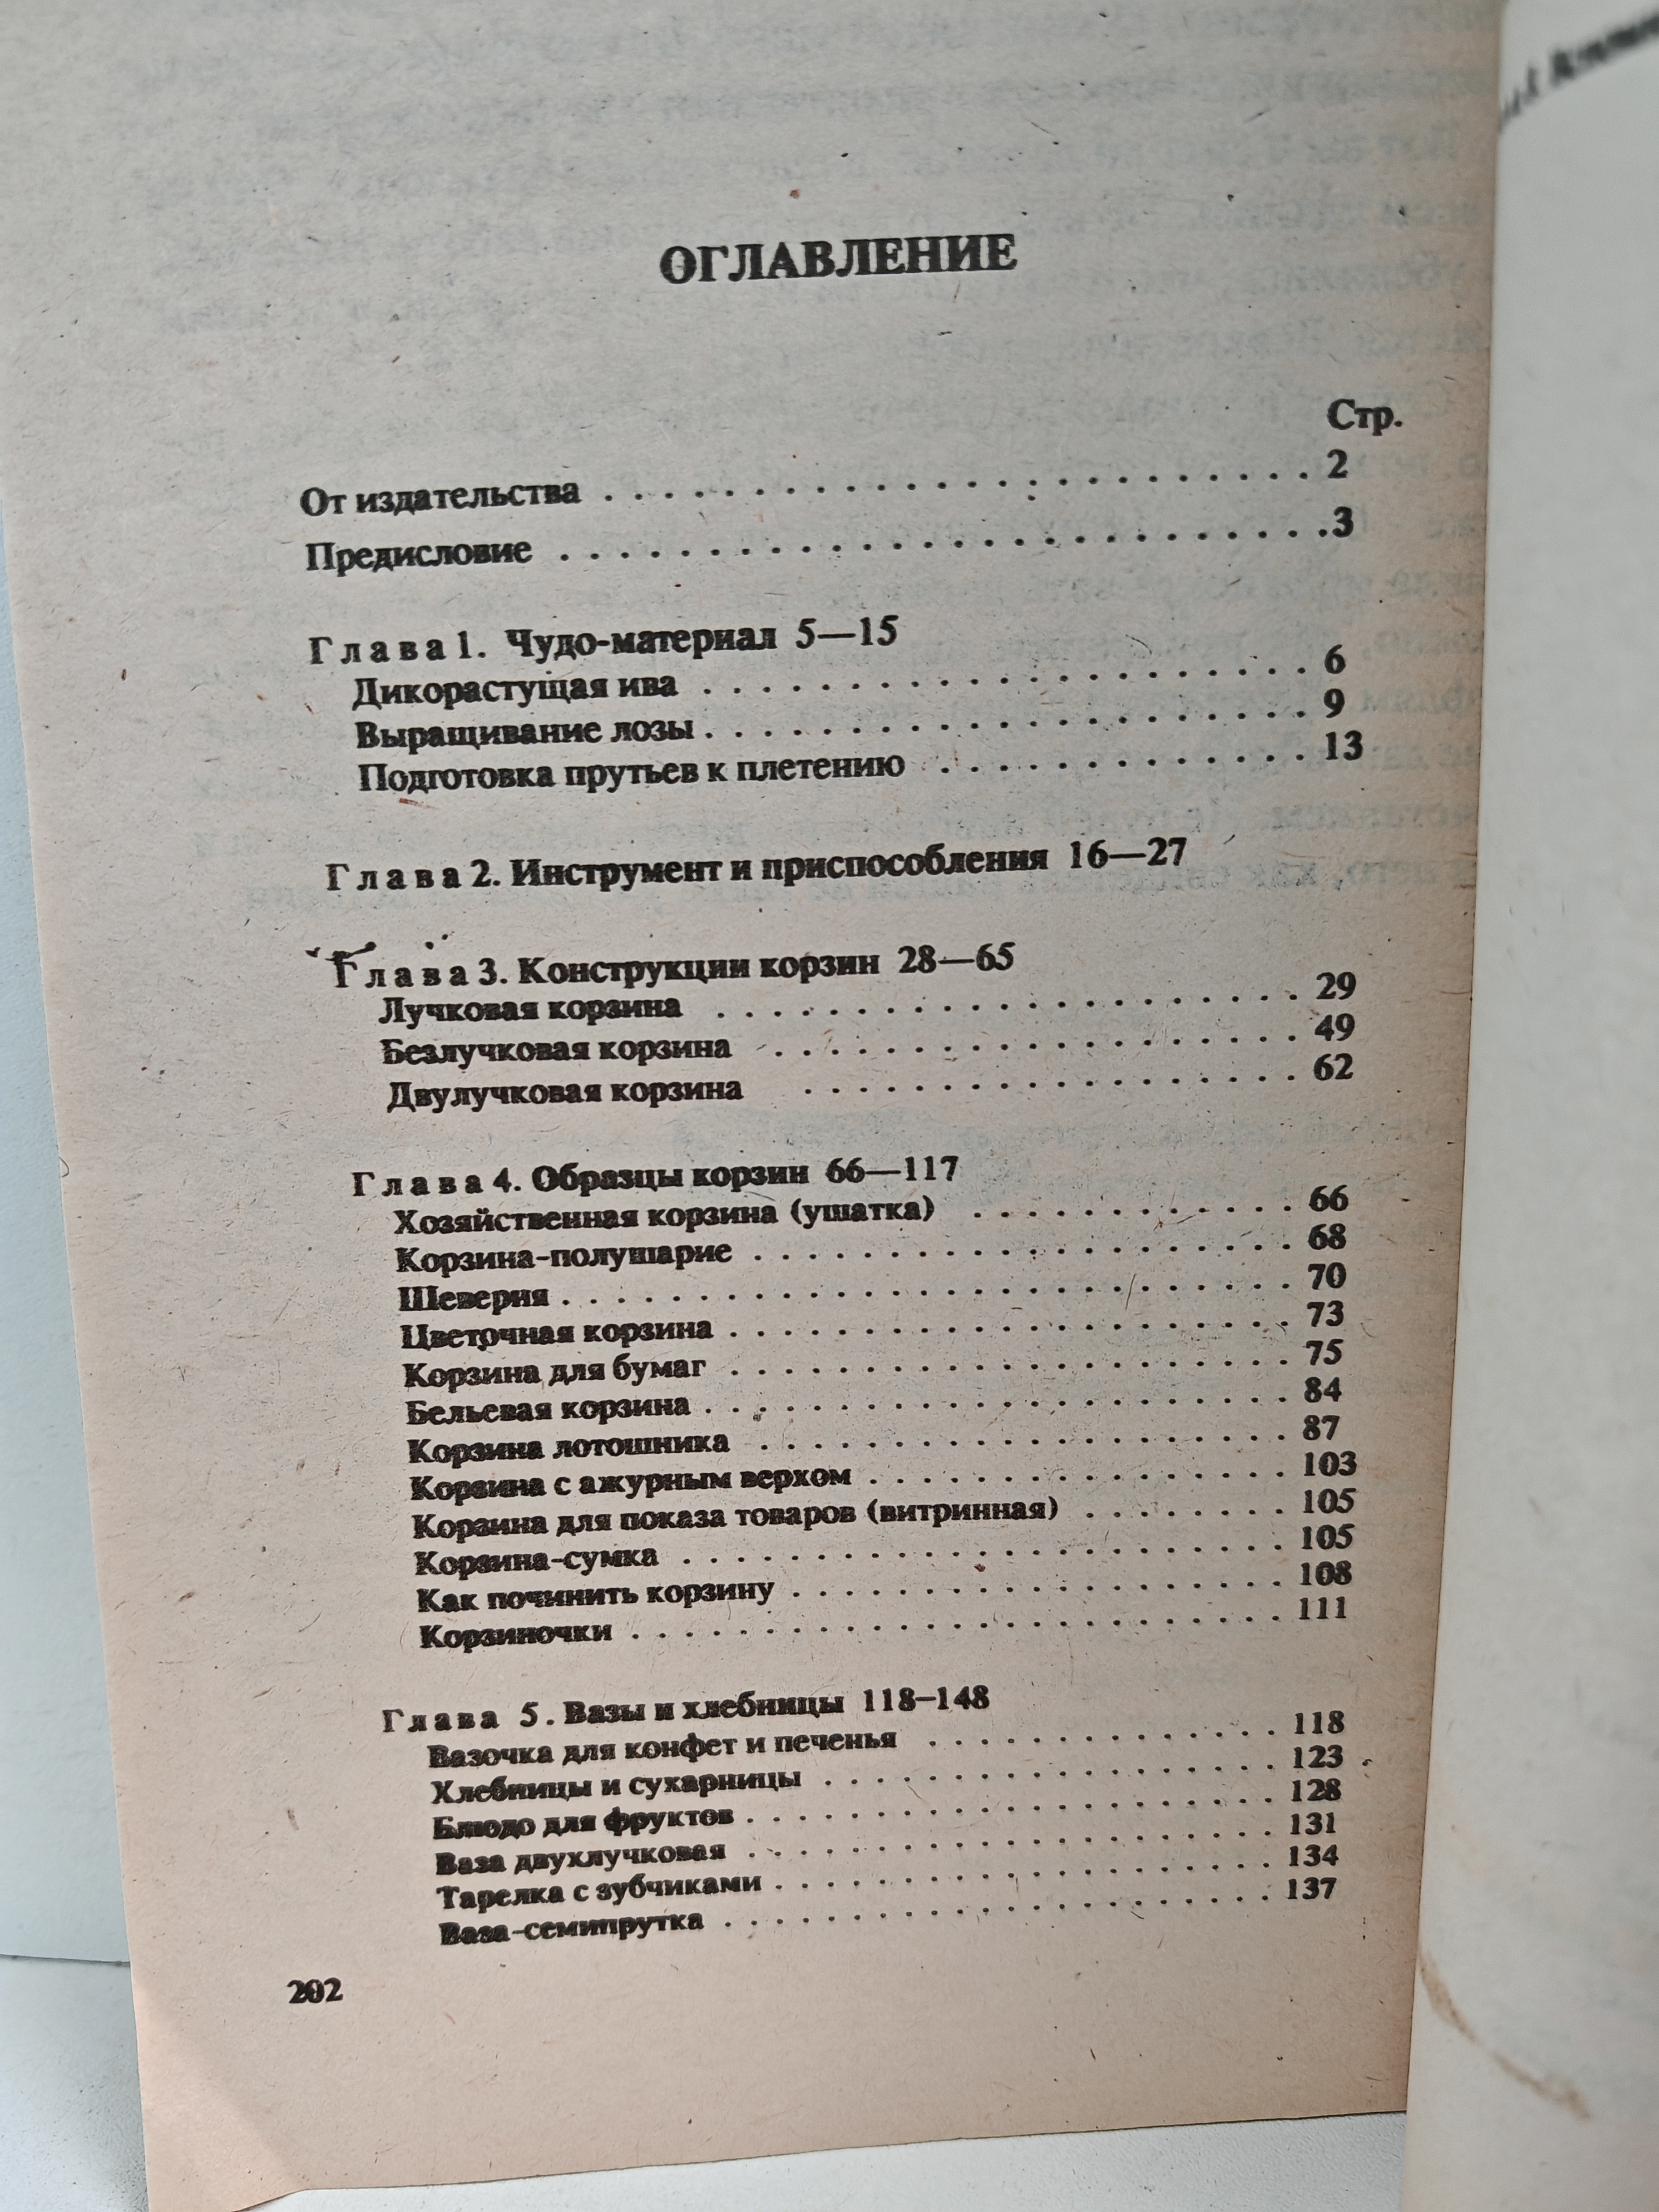 ОГЛАВЛЕНИЕ
Стр.
От издательства . . . . . . . . . . . . . . . . . . . . . . . . 2
Предисловие . . . . . . . . . . . . . . . . . . . . . . . . . . 3
Глава 1. Чудо-материал 5—15
Дикорастущая ива . . . . . . . . . . . . . . . . . . . . . 6
Выращивание лозы . . . . . . . . . . . . . . . . . . . . . 9
Подготовка прутьев к плетению . . . . . . . . . . . . . 13
Глава 2. Инструмент и приспособления 16—27
Глава 3. Конструкции корзин 28—65
Лучковая корзина . . . . . . . . . . . . . . . . . . . . 29
Безлучковая корзина . . . . . . . . . . . . . . . . . . 49
Двулучковая корзина . . . . . . . . . . . . . . . . . 62
Глава 4. Образцы корзин 66—117
Хозяйственная корзина (ушатка) . . . . . . . . . . . . 66
Корзина-полушарие . . . . . . . . . . . . . . . . . . . . 68
Шеверня . . . . . . . . . . . . . . . . . . . . . . . . . . . 70
Цветочная корзина . . . . . . . . . . . . . . . . . . . . . 73
Корзина для бумаг . . . . . . . . . . . . . . . . . . . . . 75
Бельевая корзина . . . . . . . . . . . . . . . . . . . . . . 84
Корзина лотошника . . . . . . . . . . . . . . . . . . . . 87
Корзина с ажурным верхом . . . . . . . . . . . . . . . . 103
Корзина для показа товаров (витринная) . . . . . . . . 105
Корзина-сумка . . . . . . . . . . . . . . . . . . . . . . . 105
Как починить корзину . . . . . . . . . . . . . . . . . . . 108
Корзиночки . . . . . . . . . . . . . . . . . . . . . . . . . 111
Глава 5. Вазы и хлебницы 118–148
Вазочка для конфет и печенья . . . . . . . . . . . . . 118
Хлебницы и сухарницы . . . . . . . . . . . . . . . . . 123
Блюдо для фруктов . . . . . . . . . . . . . . . . . . . . 128
Ваза двухлучковая . . . . . . . . . . . . . . . . . . . . 131
Тарелка с зубчиками . . . . . . . . . . . . . . . . . . . 134
Ваза-семипрутка . . . . . . . . . . . . . . . . . . . . . 137
202